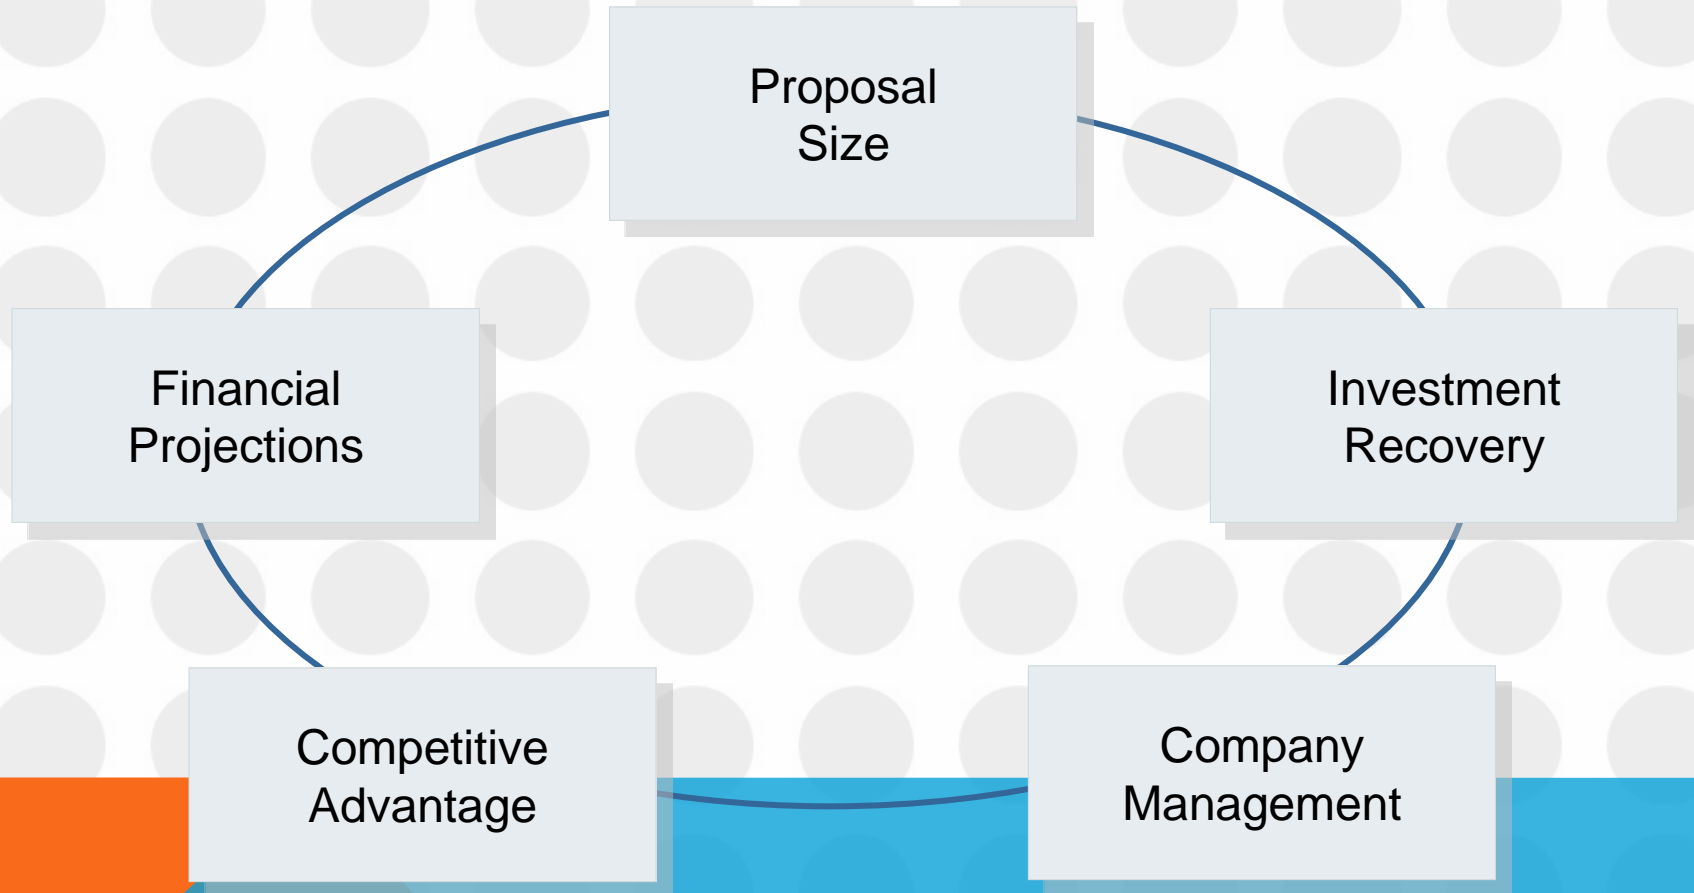 Proposal
Size
Financial
Projections
Investment
Recovery
Competitive
Advantage
Company
Management